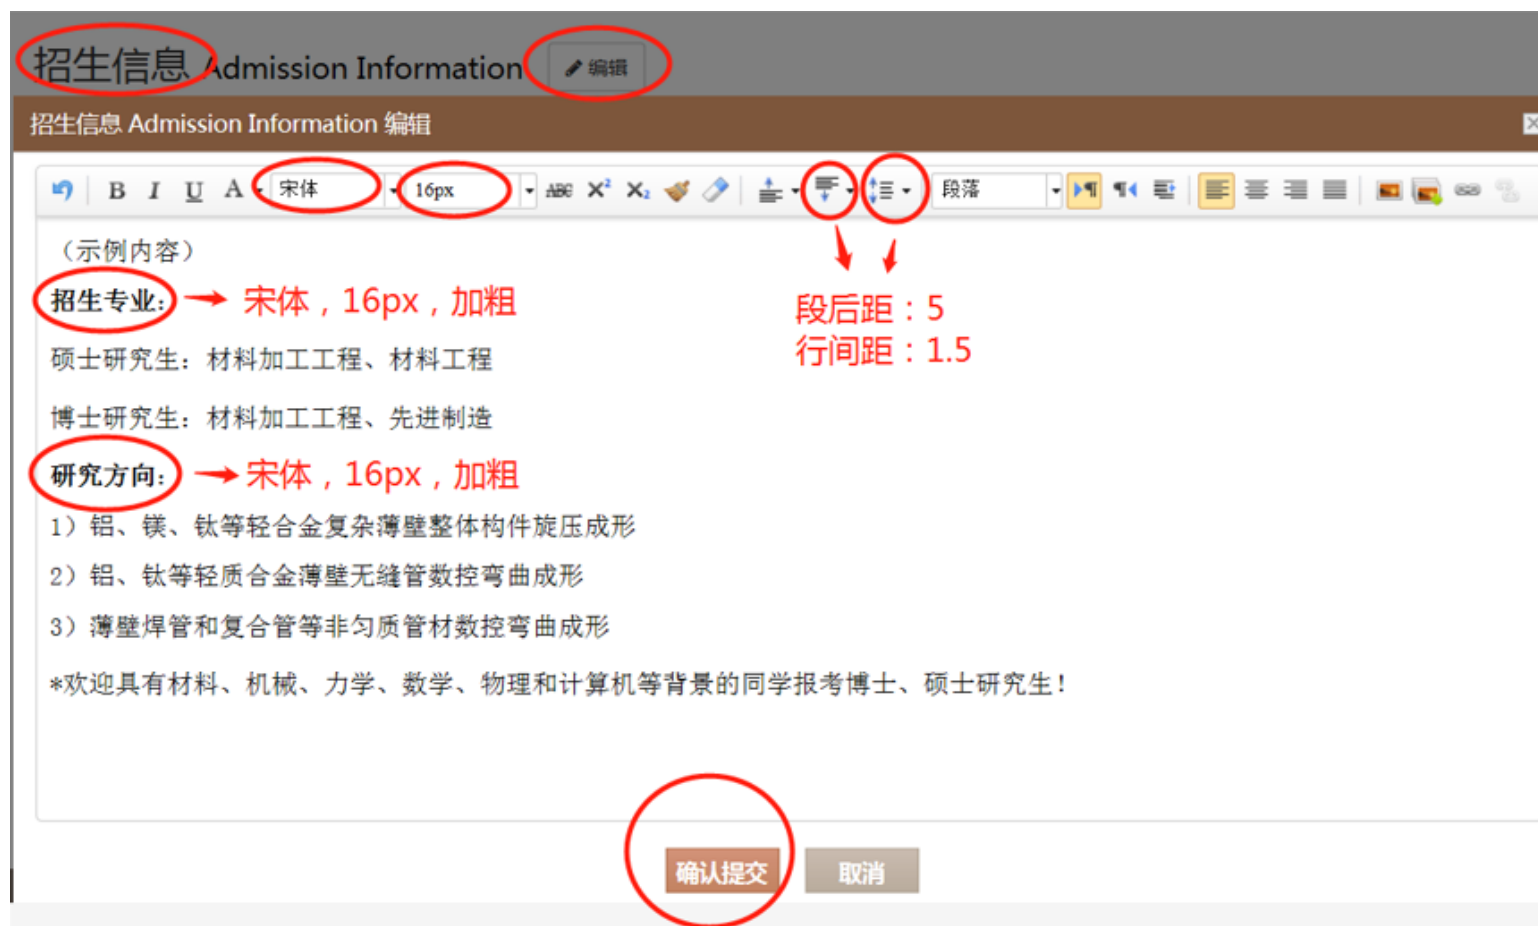 招生信息 Admission Information 编辑
招生信息 Admission Information 编辑
B I U A 宋体 16px ABC X² X₂ 段落
（示例内容）
招生专业： 宋体，16px，加粗
段后距：5
行间距：1.5
硕士研究生：材料加工工程、材料工程
博士研究生：材料加工工程、先进制造
研究方向： 宋体，16px，加粗
1）铝、镁、钛等轻合金复杂薄壁整体构件旋压成形
2）铝、钛等轻质合金薄壁无缝管数控弯曲成形
3）薄壁焊管和复合管等非匀质管材数控弯曲成形
*欢迎具有材料、机械、力学、数学、物理和计算机等背景的同学报考博士、硕士研究生！
确认提交 取消